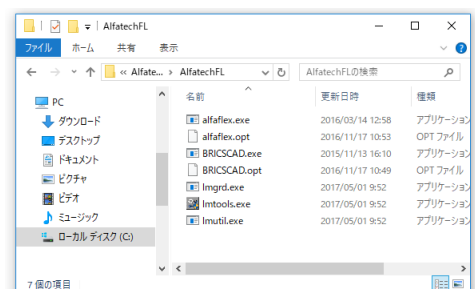 AlfatechFL
ファイル ホーム 共有 表示
« Alfate... › AlfatechFL AlfatechFLの検索
名前 更新日時 種類
PC
ダウンロード
デスクトップ
ドキュメント
ピクチャ
ビデオ
ミュージック
ローカル ディスク (C:)
alfaflex.exe 2016/03/14 12:58 アプリケーション
alfaflex.opt 2016/11/17 10:53 OPT ファイル
BRICSCAD.exe 2015/11/13 16:10 アプリケーション
BRICSCAD.opt 2016/11/17 10:49 OPT ファイル
lmgrd.exe 2017/05/01 9:52 アプリケーション
lmtools.exe 2017/05/01 9:52 アプリケーション
lmutil.exe 2017/05/01 9:52 アプリケーション
7 個の項目